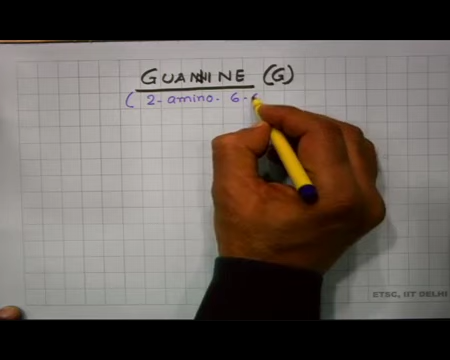 GUANINE (G)
( 2-amino-6-
ETSC, IIT DELHI